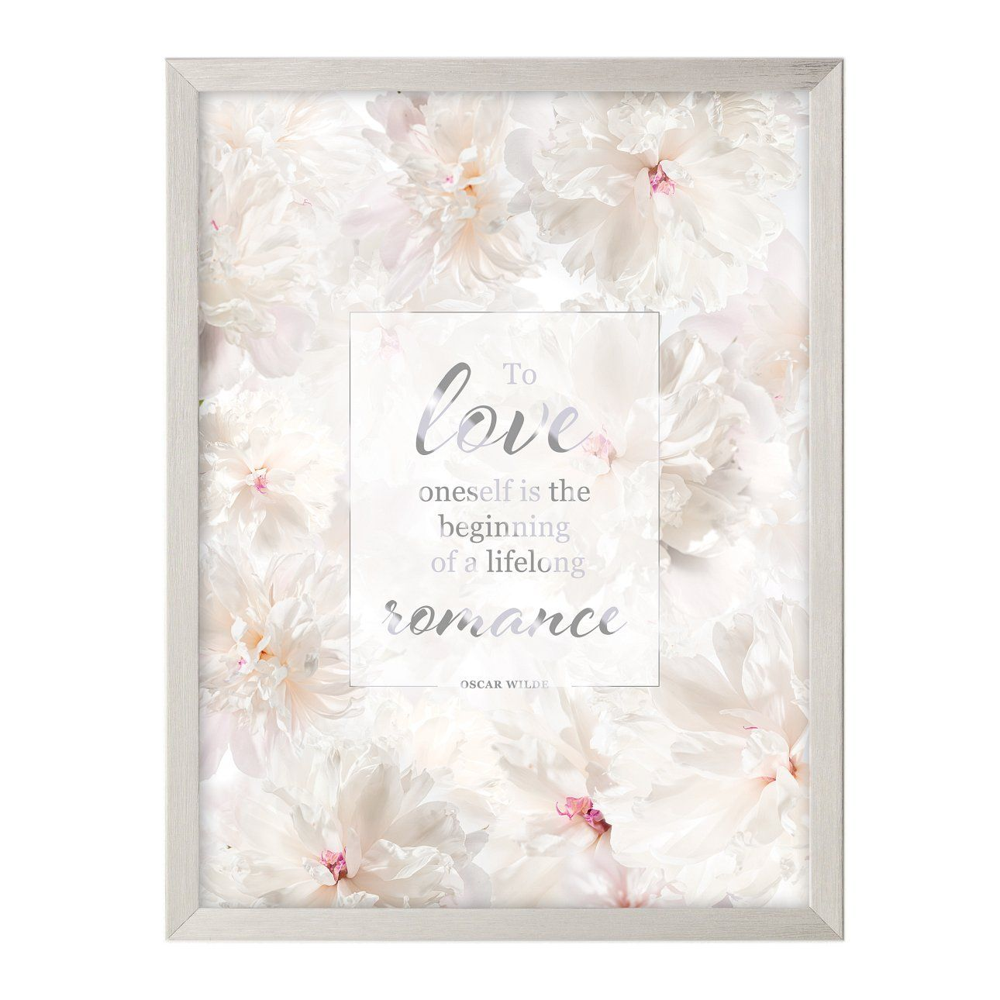 To
love
oneself is the
beginning
of a lifelong
romance
OSCAR WILDE